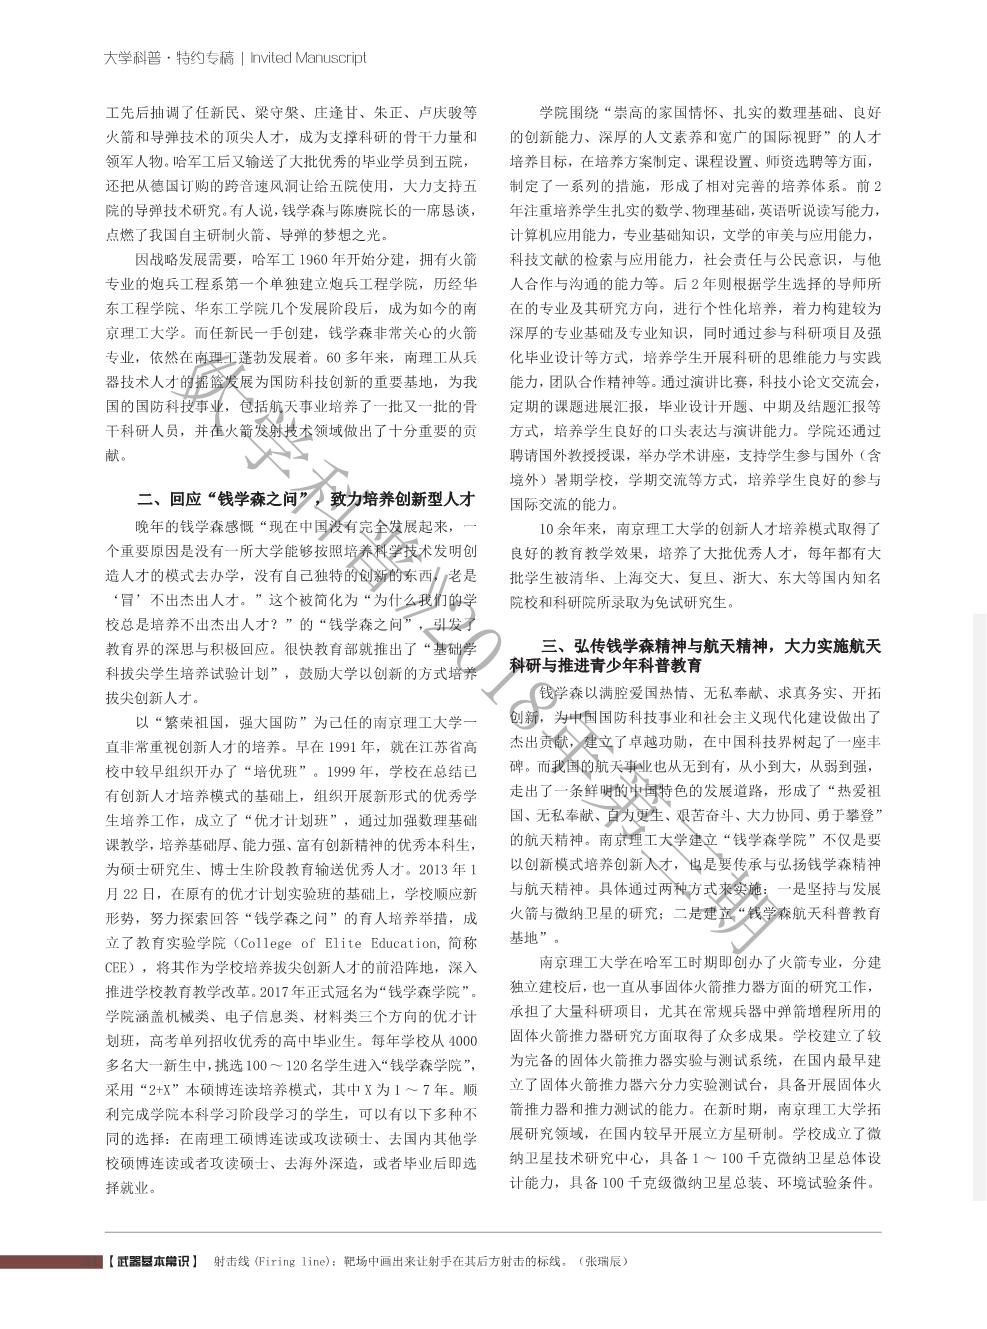 大学科普·特约专稿 | Invited Manuscript
工先后抽调了任新民、梁守槃、庄逢甘、朱正、卢庆骏等
火箭和导弹技术的顶尖人才，成为支撑科研的骨干力量和
领军人物。哈军工后又输送了大批优秀的毕业学员到五院，
还把从德国订购的跨音速风洞让给五院使用，大力支持五
院的导弹技术研究。有人说，钱学森与陈赓院长的一席恳谈，
点燃了我国自主研制火箭、导弹的梦想之光。
因战略发展需要，哈军工 1960 年开始分建，拥有火箭
专业的炮兵工程系第一个单独建立炮兵工程学院，历经华
东工程学院、华东工学院几个发展阶段后，成为如今的南
京理工大学。而任新民一手创建，钱学森非常关心的火箭
专业，依然在南理工蓬勃发展着。60 多年来，南理工从兵
器技术人才的摇篮发展为国防科技创新的重要基地，为我
国的国防科技事业，包括航天事业培养了一批又一批的骨
干科研人员，并在火箭发射技术领域做出了十分重要的贡
献。
二、回应“钱学森之问”，致力培养创新型人才
晚年的钱学森感慨“现在中国没有完全发展起来，一
个重要原因是没有一所大学能够按照培养科学技术发明创
造人才的模式去办学，没有自己独特的创新的东西，老是
‘冒’不出杰出人才。”这个被简化为“为什么我们的学
校总是培养不出杰出人才？”的“钱学森之问”，引发了
教育界的深思与积极回应。很快教育部就推出了“基础学
科拔尖学生培养试验计划”，鼓励大学以创新的方式培养
拔尖创新人才。
以“繁荣祖国，强大国防”为己任的南京理工大学一
直非常重视创新人才的培养。早在 1991 年，就在江苏省高
校中较早组织开办了“培优班”。1999 年，学校在总结已
有创新人才培养模式的基础上，组织开展新形式的优秀学
生培养工作，成立了“优才计划班”，通过加强数理基础
课教学，培养基础厚、能力强、富有创新精神的优秀本科生，
为硕士研究生、博士生阶段教育输送优秀人才。2013 年 1
月 22 日，在原有的优才计划实验班的基础上，学校顺应新
形势，努力探索回答“钱学森之问”的育人培养举措，成
立了教育实验学院（College of Elite Education, 简称
CEE），将其作为学校培养拔尖创新人才的前沿阵地，深入
推进学校教育教学改革。2017 年正式冠名为“钱学森学院”。
学院涵盖机械类、电子信息类、材料类三个方向的优才计
划班，高考单列招收优秀的高中毕业生。每年学校从 4000
多名大一新生中，挑选 100 ～ 120 名学生进入“钱学森学院”，
采用“2+X”本硕博连读培养模式，其中 X 为 1 ～ 7 年。顺
利完成学院本科学习阶段学习的学生，可以有以下多种不
同的选择：在南理工硕博连读或攻读硕士、去国内其他学
校硕博连读或者攻读硕士、去海外深造，或者毕业后即选
择就业。
学院围绕“崇高的家国情怀、扎实的数理基础、良好
的创新能力、深厚的人文素养和宽广的国际视野”的人才
培养目标，在培养方案制定、课程设置、师资选聘等方面，
制定了一系列的措施，形成了相对完善的培养体系。前 2
年注重培养学生扎实的数学、物理基础，英语听说读写能力，
计算机应用能力，专业基础知识，文学的审美与应用能力，
科技文献的检索与应用能力，社会责任与公民意识，与他
人合作与沟通的能力等。后 2 年则根据学生选择的导师所
在的专业及其研究方向，进行个性化培养，着力构建较为
深厚的专业基础及专业知识，同时通过参与科研项目及强
化毕业设计等方式，培养学生开展科研的思维能力与实践
能力，团队合作精神等。通过演讲比赛，科技小论文交流会，
定期的课题进展汇报，毕业设计开题、中期及结题汇报等
方式，培养学生良好的口头表达与演讲能力。学院还通过
聘请国外教授授课，举办学术讲座，支持学生参与国外（含
境外）暑期学校，学期交流等方式，培养学生良好的参与
国际交流的能力。
10 余年来，南京理工大学的创新人才培养模式取得了
良好的教育教学效果，培养了大批优秀人才，每年都有大
批学生被清华、上海交大、复旦、浙大、东大等国内知名
院校和科研院所录取为免试研究生。
三、弘传钱学森精神与航天精神，大力实施航天
科研与推进青少年科普教育
钱学森以满腔爱国热情、无私奉献、求真务实、开拓
创新，为中国国防科技事业和社会主义现代化建设做出了
杰出贡献，建立了卓越功勋，在中国科技界树起了一座丰
碑。而我国的航天事业也从无到有，从小到大，从弱到强，
走出了一条鲜明的中国特色的发展道路，形成了“热爱祖
国、无私奉献、自力更生、艰苦奋斗、大力协同、勇于攀登”
的航天精神。南京理工大学建立“钱学森学院”不仅是要
以创新模式培养创新人才，也是要传承与弘扬钱学森精神
与航天精神。具体通过两种方式来实施：一是坚持与发展
火箭与微纳卫星的研究；二是建立“钱学森航天科普教育
基地”。
南京理工大学在哈军工时期即创办了火箭专业，分建
独立建校后，也一直从事固体火箭推力器方面的研究工作，
承担了大量科研项目，尤其在常规兵器中弹箭增程所用的
固体火箭推力器研究方面取得了众多成果。学校建立了较
为完备的固体火箭推力器实验与测试系统，在国内最早建
立了固体火箭推力器六分力实验测试台，具备开展固体火
箭推力器和推力测试的能力。在新时期，南京理工大学拓
展研究领域，在国内较早开展立方星研制。学校成立了微
纳卫星技术研究中心，具备 1 ～ 100 千克微纳卫星总体设
计能力，具备 100 千克级微纳卫星总装、环境试验条件。
《大学科普》2018年第二期
【武器基本常识】 射击线 (Firing line)：靶场中画出来让射手在其后方射击的标线。（张瑞辰）